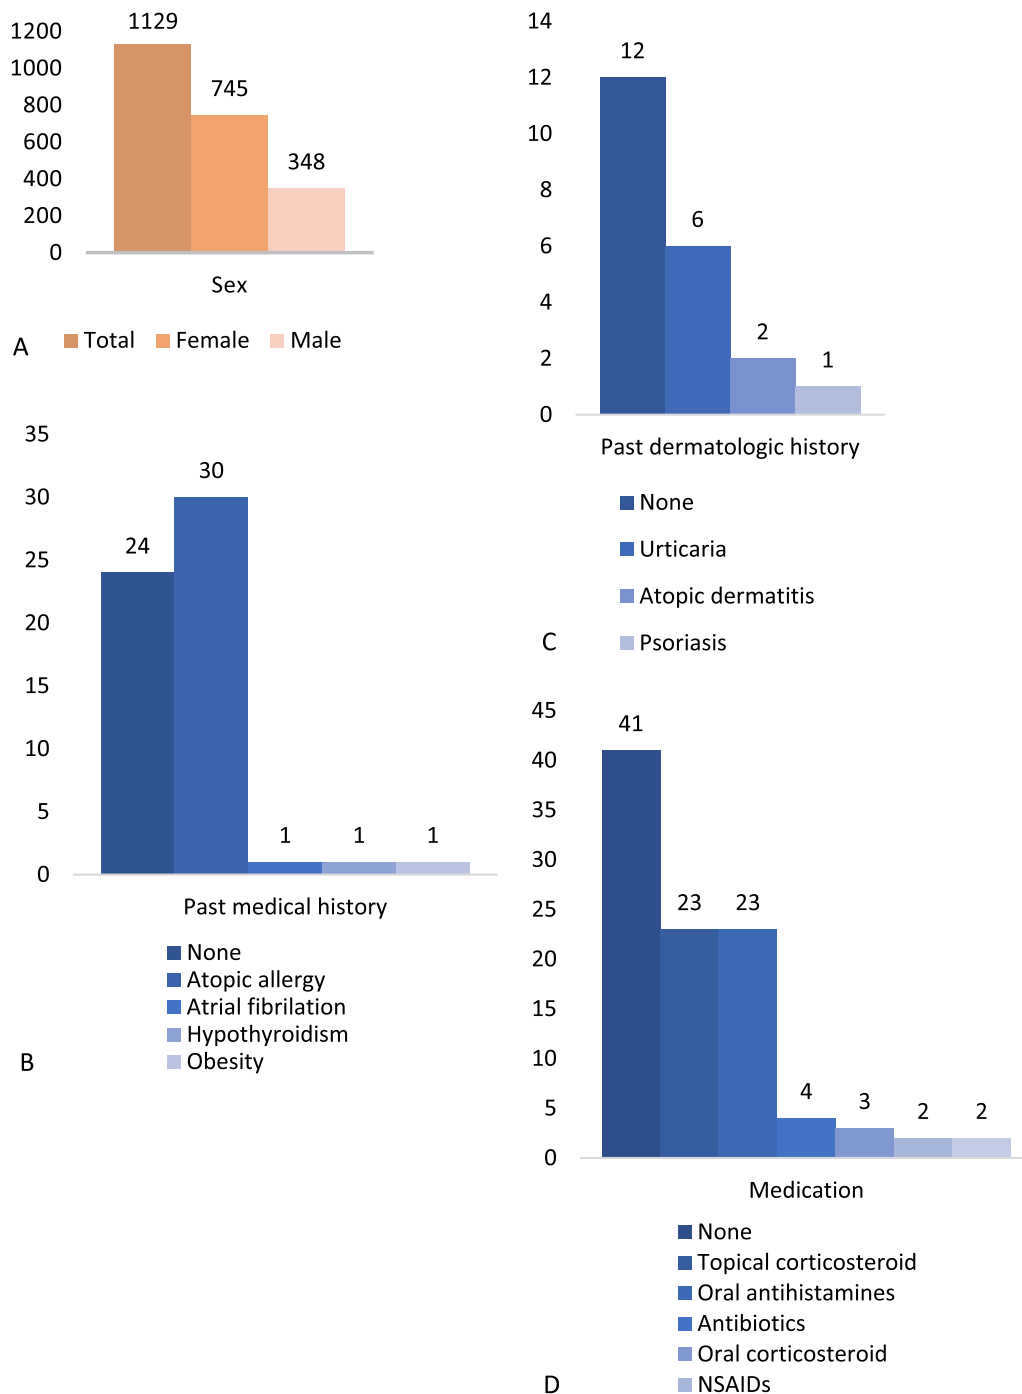 1129
1200
1000
800
600
400
200
0
745
348
Sex
Total Female Male
A
14
12
10
8
6
4
2
0
12
6
2
1
Past dermatologic history
None
Urticaria
Atopic dermatitis
Psoriasis
C
35
30
25
20
15
10
5
0
24
30
1
1
1
Past medical history
None
Atopic allergy
Atrial fibrilation
Hypothyroidism
Obesity
B
45
40
35
30
25
20
15
10
5
0
41
23
23
4
3
2
2
Medication
None
Topical corticosteroid
Oral antihistamines
Antibiotics
Oral corticosteroid
NSAIDs
D